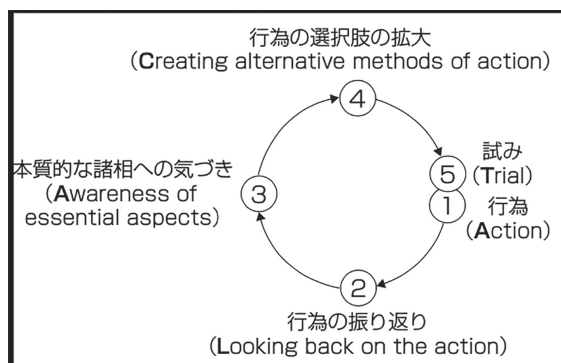 行為の選択肢の拡大
(Creating alternative methods of action)
④
試み
⑤
(Trial)
①
行為
(Action)
本質的な諸相への気づき
(Awareness of
essential aspects)
③
②
行為の振り返り
(Looking back on the action)